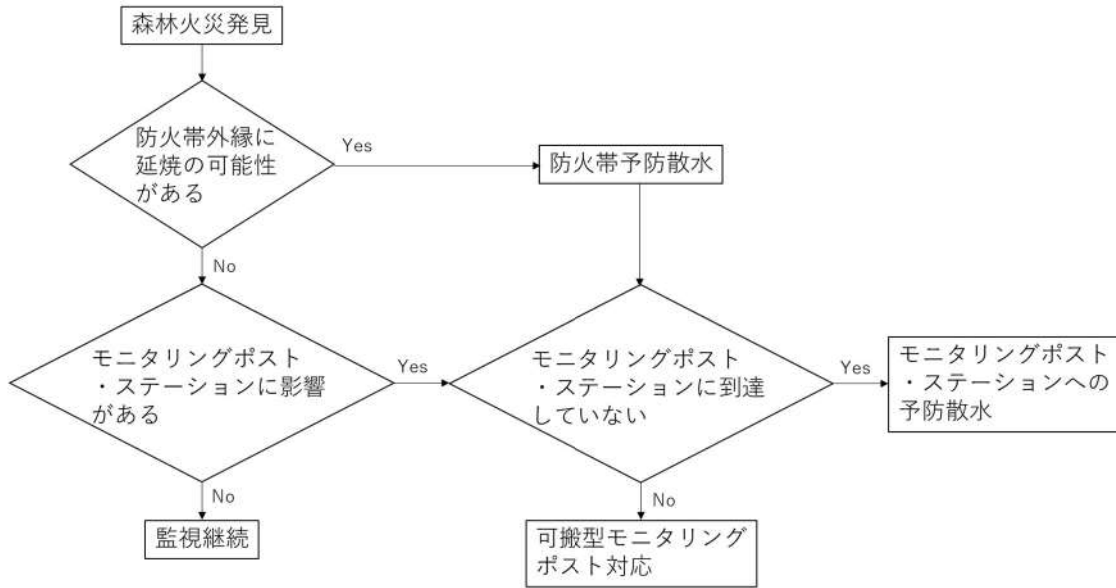 森林火災発見
防火帯外縁に
延焼の可能性
がある
Yes
防火帯予防散水
No
モニタリングポスト
・ステーションに影響
がある
Yes
モニタリングポスト
・ステーションに到達
していない
Yes
モニタリングポスト
・ステーションへの
予防散水
No
監視継続
No
可搬型モニタリング
ポスト対応